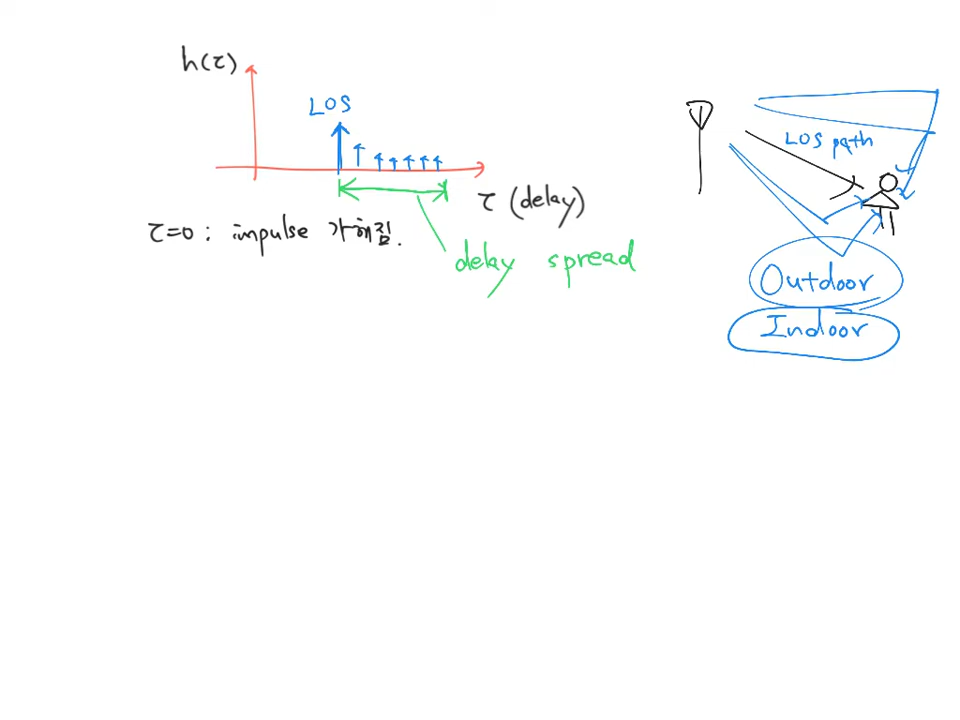 h(τ)
LOS
τ (delay)
τ=0 : impulse 가해짐.
delay spread
LOS path
Outdoor
Indoor